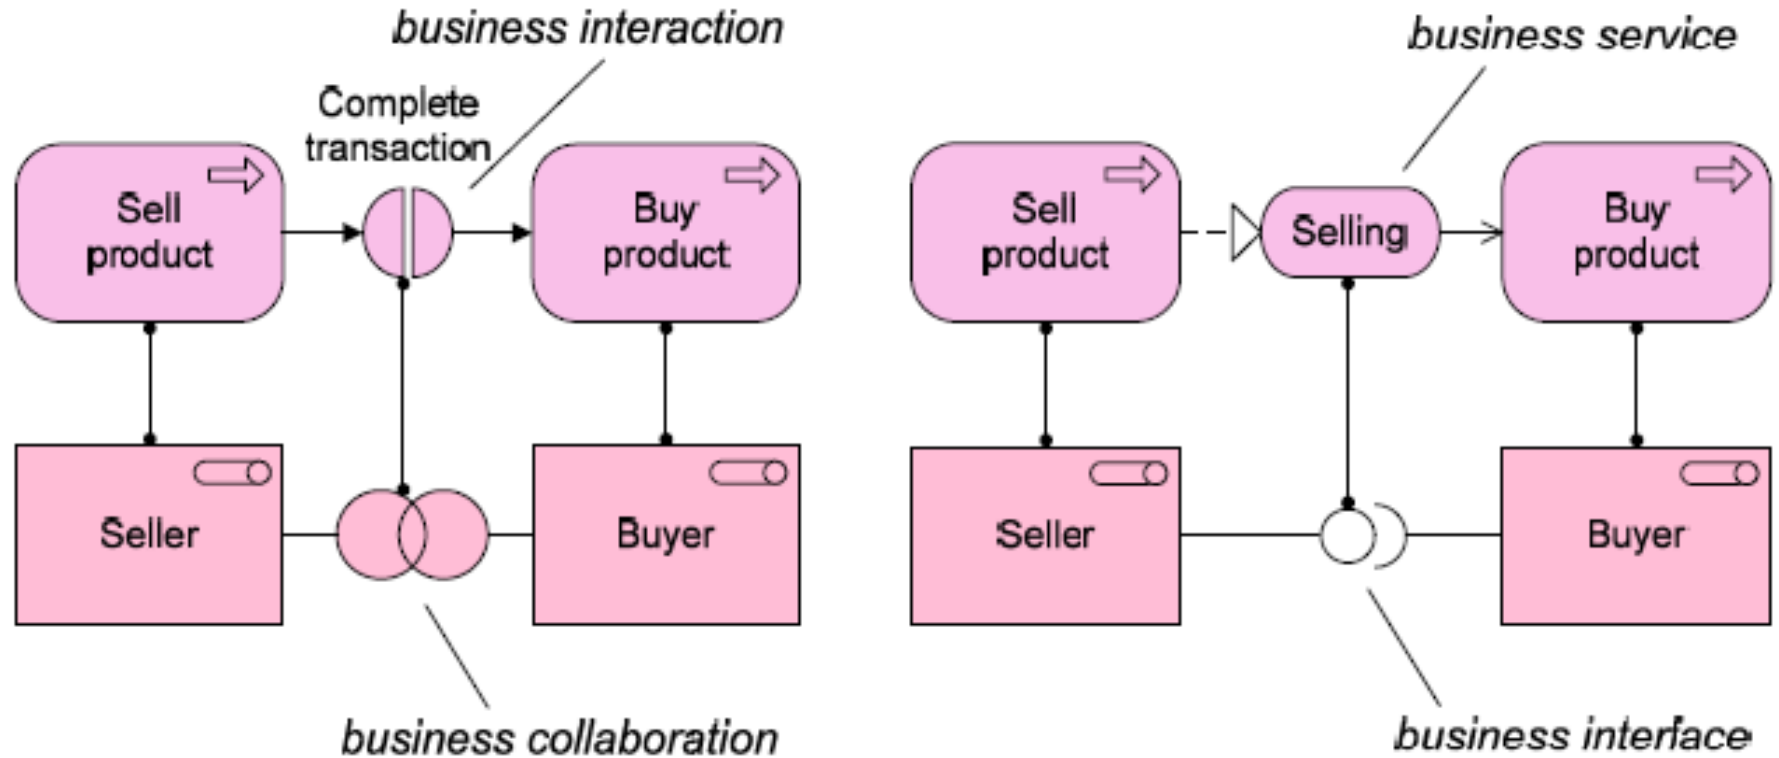 business interaction
Complete
transaction
Sell
product
Buy
product
Seller
Buyer
business collaboration
business service
Sell
product
Selling
Buy
product
Seller
Buyer
business interface